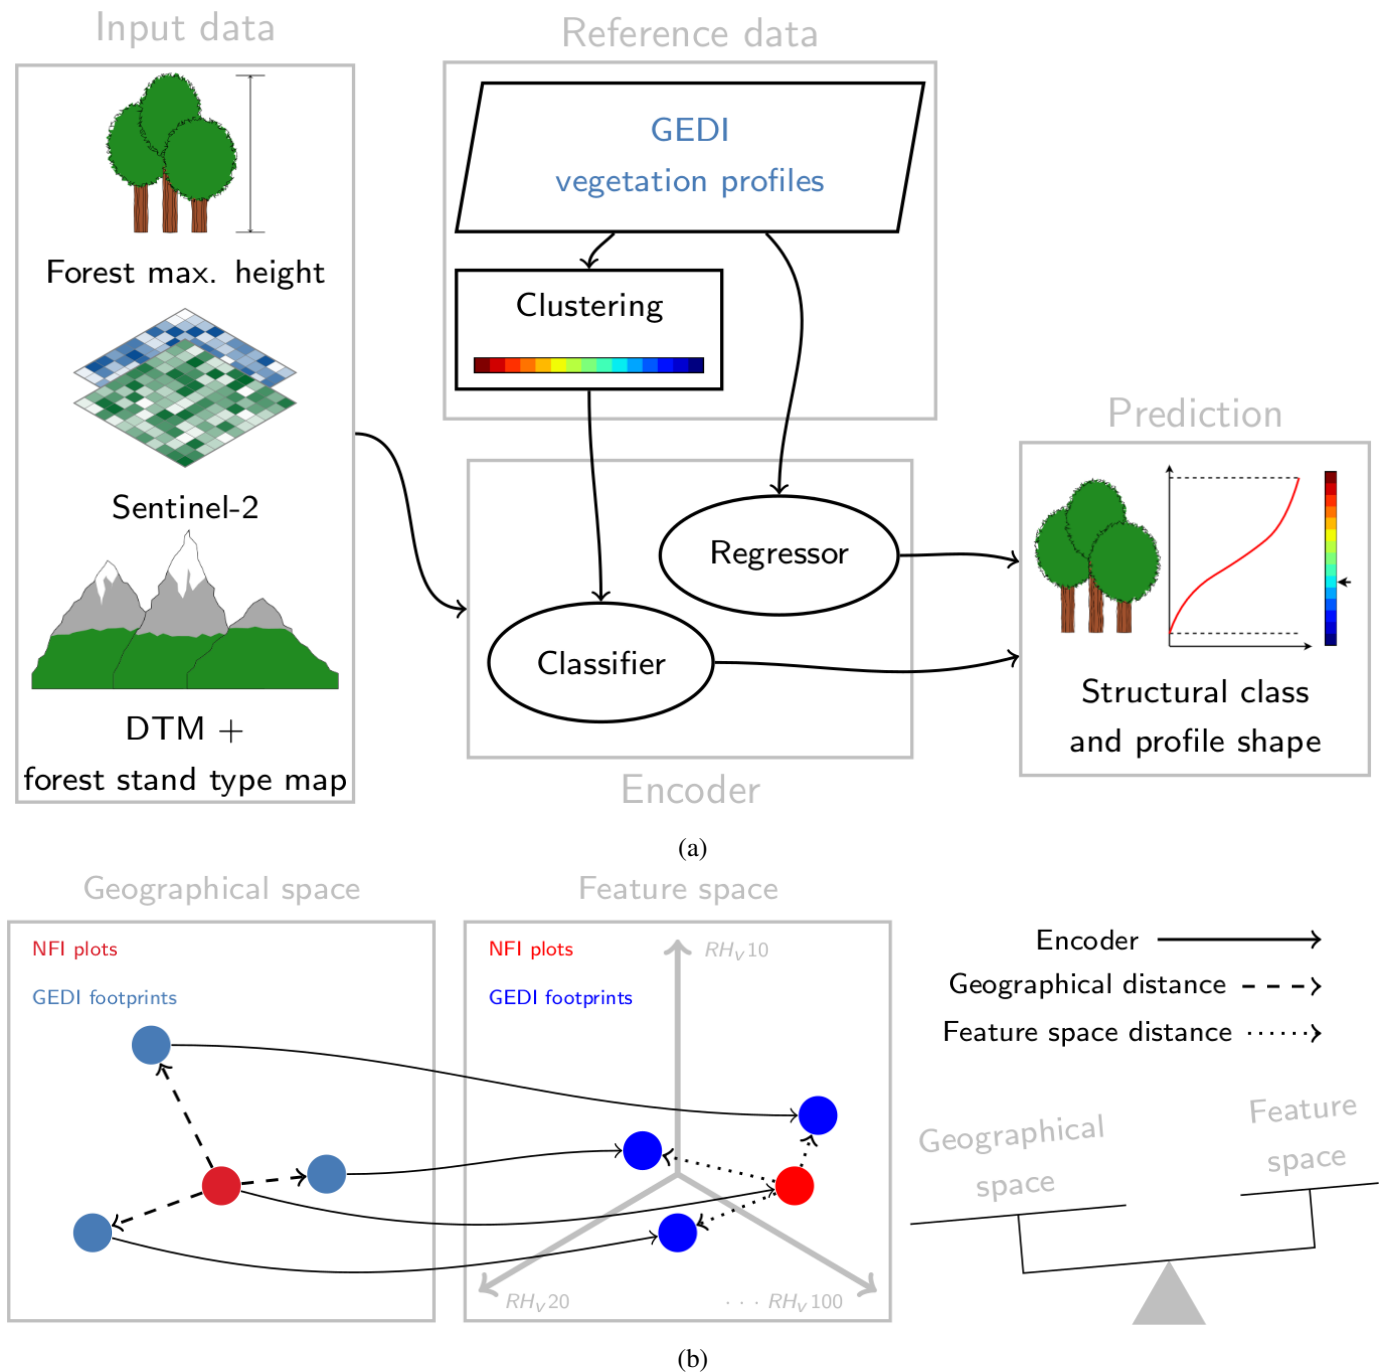 Input data
Reference data
GEDI
vegetation profiles
Forest max. height
Clustering
Prediction
Sentinel-2
Regressor
Classifier
Structural class
and profile shape
DTM +
forest stand type map
Encoder
(a)
Geographical space
Feature space
NFI plots
GEDI footprints
NFI plots
GEDI footprints
RHV10
RHV20
· · · RHV100
Encoder
Geographical distance
Feature space distance
Geographical
space
Feature
space
(b)